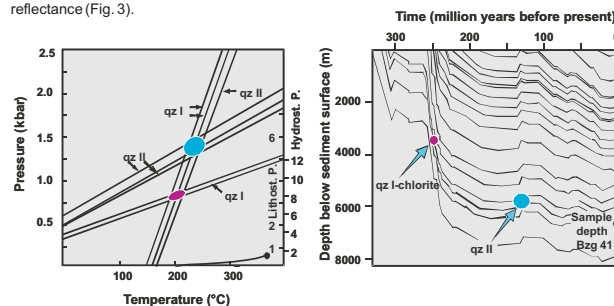 reflectance (Fig. 3).
Time (million years before present)
300
200
100
0
2.5
2.0
1.5
1.0
0.5
Pressure (kbar)
qz II
qz I
qz II
qz I
6
12
10
8
6
2
4
1
2
Lithost. P.
Hydrost. P.
100
200
300
Temperature (°C)
2000
4000
6000
8000
Depth below sediment surface (m)
qz I-chlorite
qz II
Sample
depth
Bzg 41